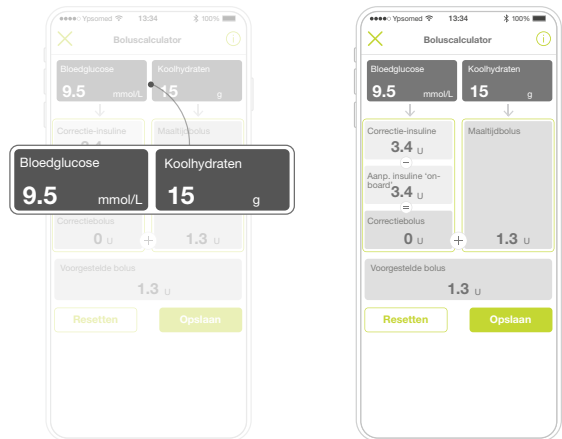 Ypsomed 13:34 100%
Boluscalculator
Bloedglucose Koolhydraten
9.5 mmol/L 15 g
Correctie-insuline Maaltijdbolus
Bloedglucose Koolhydraten
9.5 mmol/L 15 g
Correctiebolus
0 U + 1.3 U
Voorgestelde bolus
1.3 U
Resetten Opslaan
Ypsomed 13:34 100%
Boluscalculator
Bloedglucose Koolhydraten
9.5 mmol/L 15 g
Correctie-insuline Maaltijdbolus
3.4 U
−
Aanp. insuline 'on-
board'
3.4 U
=
Correctiebolus
0 U + 1.3 U
Voorgestelde bolus
1.3 U
Resetten Opslaan